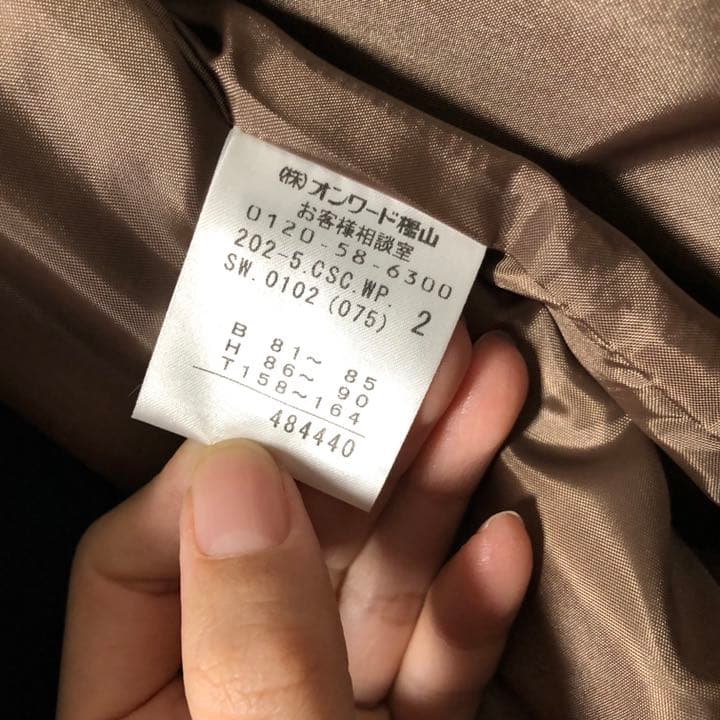 (株)オンワード樫山
お客様相談室
0120-58-6300
202-5.CSC.WP.
SW.0102(075) 2
B 81～ 85
H 86～ 90
T158～164
484440